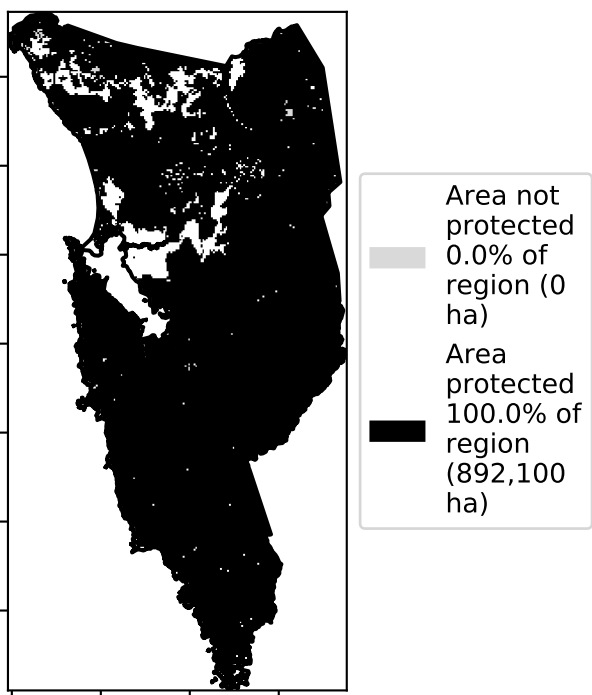 Area not
protected
0.0% of
region (0
ha)
Area
protected
100.0% of
region
(892,100
ha)